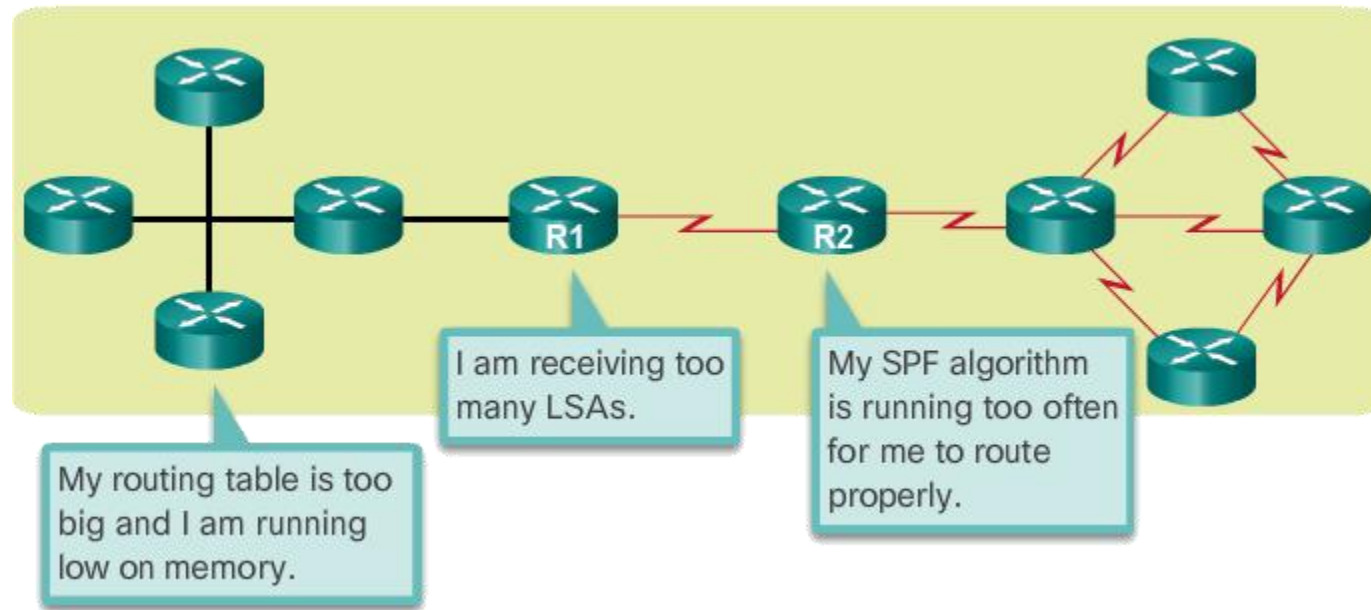 R1
R2
I am receiving too
many LSAs.
My SPF algorithm
is running too often
for me to route
properly.
My routing table is too
big and I am running
low on memory.